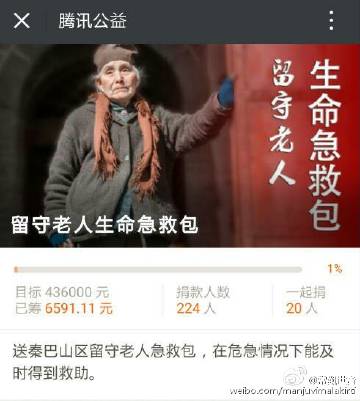 腾讯公益
生命急救包
留守老人
留守老人生命急救包
1%
目标 436000 元
已筹 6591.11 元
捐款人数
224 人
一起捐
20 人
送秦巴山区留守老人急救包，在危急情况下能及
时得到救助。
weibo.com/manjuvimalakira